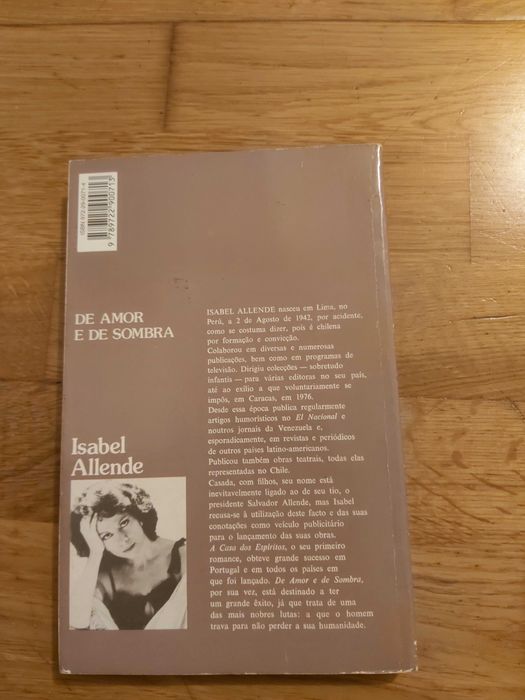 ISBN 972-29-0071-4
9 789722 900713
DE AMOR
E DE SOMBRA
Isabel
Allende
ISABEL ALLENDE nasceu em Lima, no
Perú, a 2 de Agosto de 1942, por acidente,
como se costuma dizer, pois é chilena
por formação e convicção.
Colaborou em diversas e numerosas
publicações, bem como em programas de
televisão. Dirigiu colecções — sobretudo
infantis — para várias editoras no seu país,
até ao exílio a que voluntariamente se
impôs, em Caracas, em 1976.
Desde essa época publica regularmente
artigos humorísticos no El Nacional e
noutros jornais da Venezuela e,
esporadicamente, em revistas e periódicos
de outros países latino-americanos.
Publicou também obras teatrais, todas elas
representadas no Chile.
Casada, com filhos, seu nome está
inevitavelmente ligado ao de seu tio, o
presidente Salvador Allende, mas Isabel
recusa-se à utilização deste facto e das suas
conotações como veículo publicitário
para o lançamento das suas obras.
A Casa dos Espíritos, o seu primeiro
romance, obteve grande sucesso em
Portugal e em todos os países em
que foi lançado. De Amor e de Sombra,
por sua vez, está destinado a ter
um grande êxito, já que trata de uma
das mais nobres lutas: a que o homem
trava para não perder a sua humanidade.